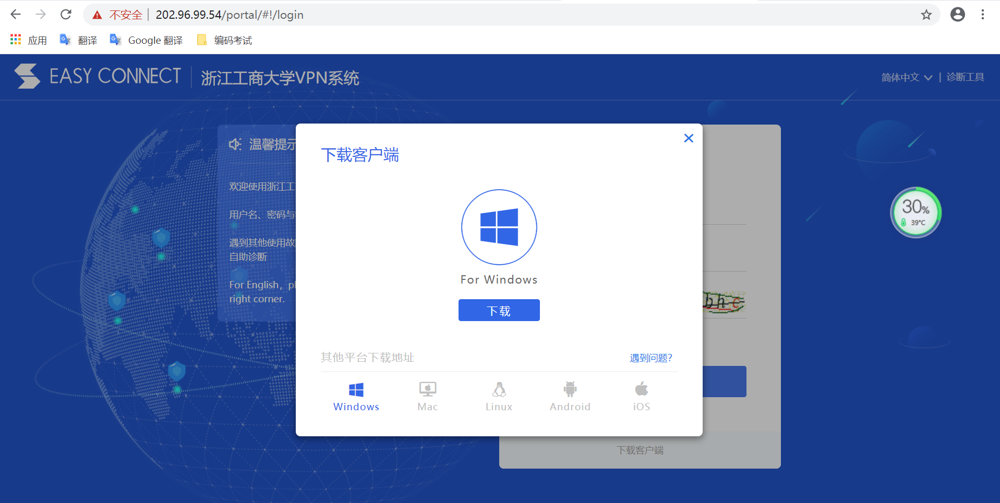 不安全 | 202.96.99.54/portal/#!/login
应用 翻译 Google 翻译 编码考试
EASY CONNECT | 浙江工商大学VPN系统
简体中文 | 诊断工具
温馨提示
欢迎使用浙江工
用户名、密码与
遇到其他使用故
自助诊断
For English, pl
right corner.
下载客户端
For Windows
下载
其他平台下载地址
遇到问题?
Windows Mac Linux Android iOS
bhc
30%
39°C
下载客户端